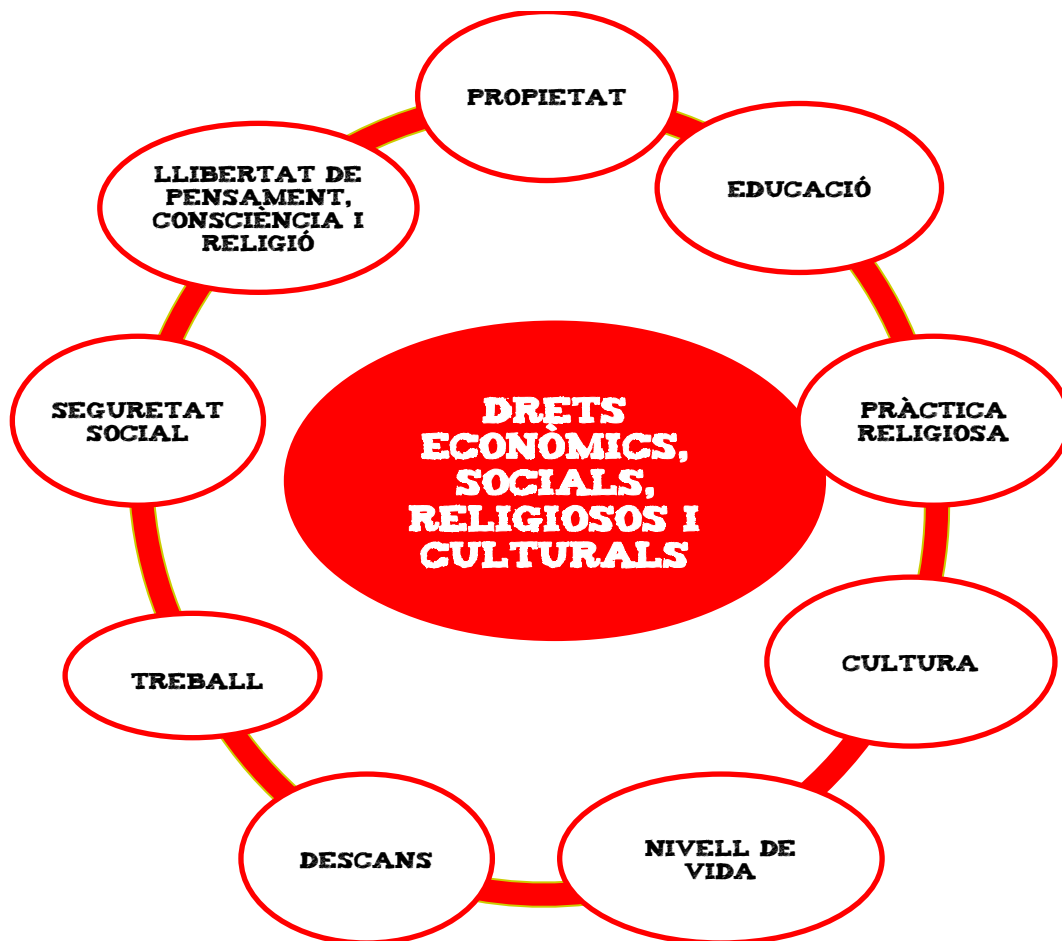 PROPIETAT
EDUCACIÓ
LLIBERTAT DE
PENSAMENT,
CONSCIÈNCIA I
RELIGIÓ
SEGURETAT
SOCIAL
DRETS
ECONÒMICS,
SOCIALS,
RELIGIOSOS I
CULTURALS
PRÀCTICA
RELIGIOSA
TREBALL
CULTURA
DESCANS
NIVELL DE
VIDA